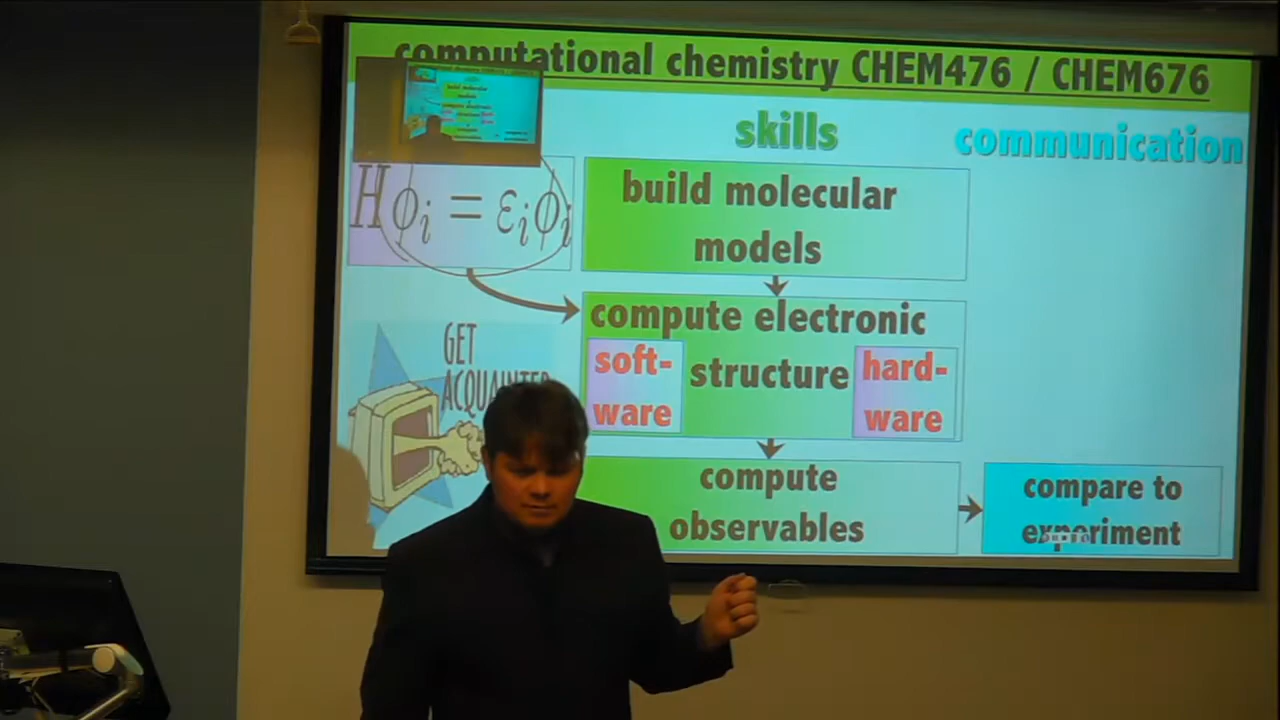 computational chemistry CHEM476 / CHEM676
skills
communication
Hϕᵢ = εᵢϕᵢ
build molecular
models
compute electronic
soft-
ware
structure
hard-
ware
GET
compute
observables
compare to
experiment